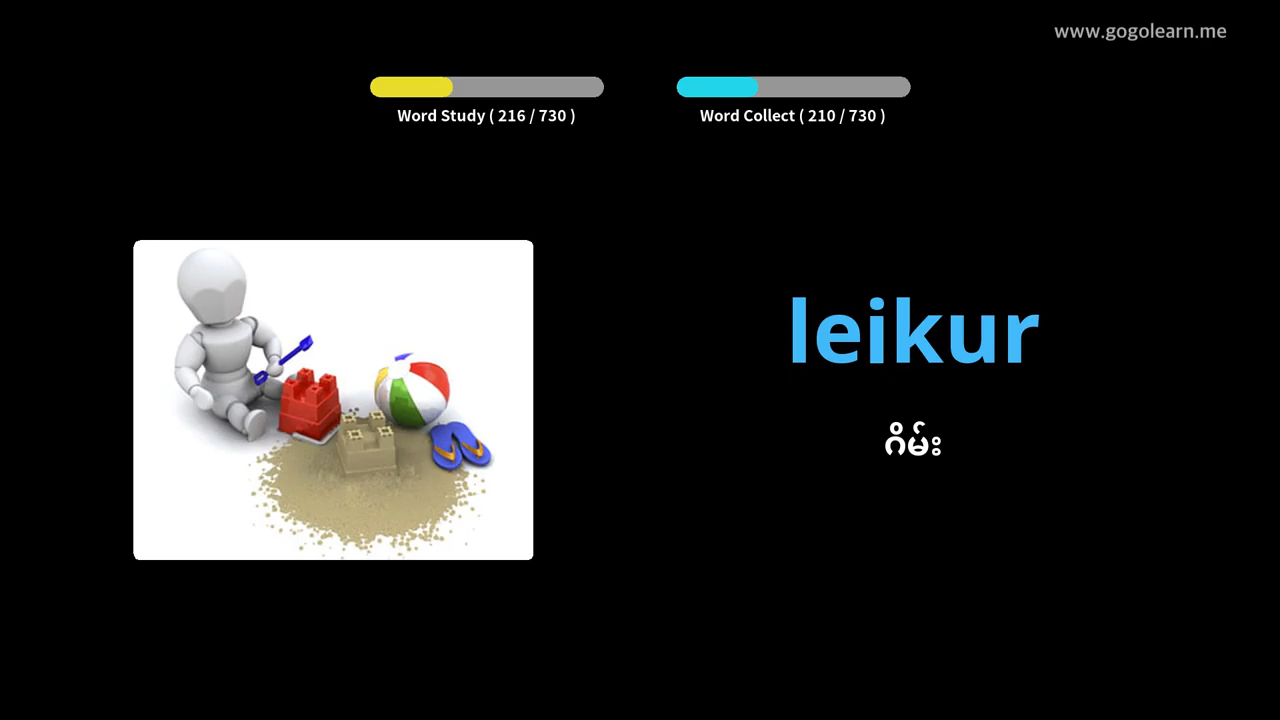 www.gogolearn.me
Word Study ( 216 / 730 )
Word Collect ( 210 / 730 )
leikur
ဂိမ်း